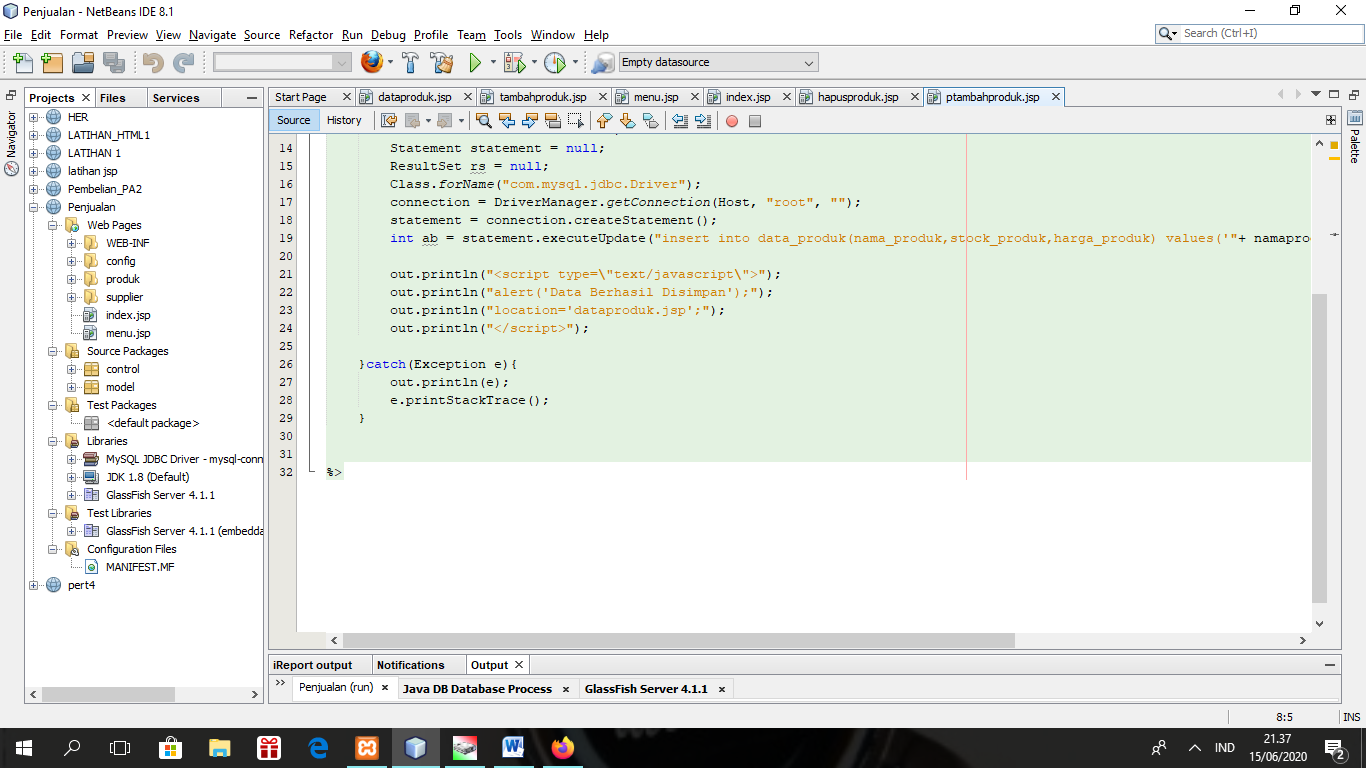 Penjualan - NetBeans IDE 8.1
File Edit Format Preview View Navigate Source Refactor Run Debug Profile Team Tools Window Help
Search (Ctrl+I)
Empty datasource
Navigator
Projects Files Services
HER
LATIHAN_HTML1
LATIHAN 1
latihan jsp
Pembelian_PA2
Penjualan
Web Pages
WEB-INF
config
produk
supplier
index.jsp
menu.jsp
Source Packages
control
model
Test Packages
<default package>
Libraries
MySQL JDBC Driver - mysql-conn
JDK 1.8 (Default)
GlassFish Server 4.1.1
Test Libraries
GlassFish Server 4.1.1 (embedda
Configuration Files
MANIFEST.MF
pert4
Start Page dataproduk.jsp tambahproduk.jsp menu.jsp index.jsp hapusproduk.jsp ptambahproduk.jsp
Source History
Palette
14 Statement statement = null;
15 ResultSet rs = null;
16 Class.forName("com.mysql.jdbc.Driver");
17 connection = DriverManager.getConnection(Host, "root", "");
18 statement = connection.createStatement();
19 int ab = statement.executeUpdate("insert into data_produk(nama_produk,stock_produk,harga_produk) values('"+ namapro
20
21 out.println("<script type=\"text/javascript\">");
22 out.println("alert('Data Berhasil Disimpan');");
23 out.println("location='dataproduk.jsp';");
24 out.println("</script>");
25
26 }catch(Exception e){
27 out.println(e);
28 e.printStackTrace();
29 }
30
31
32 %>
iReport output Notifications Output
Penjualan (run) Java DB Database Process GlassFish Server 4.1.1
8:5 INS
IND
21.37
15/06/2020
2